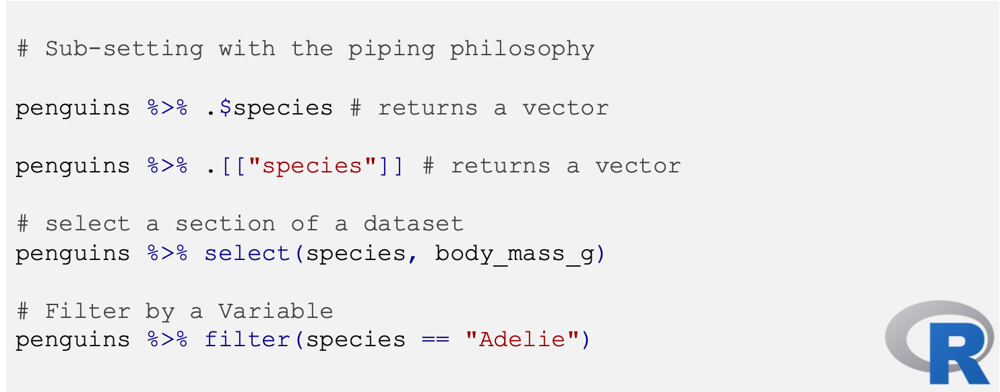 # Sub-setting with the piping philosophy
penguins %>% .$species # returns a vector
penguins %>% .[["species"]] # returns a vector
# select a section of a dataset
penguins %>% select(species, body_mass_g)
# Filter by a Variable
penguins %>% filter(species == "Adelie")
R